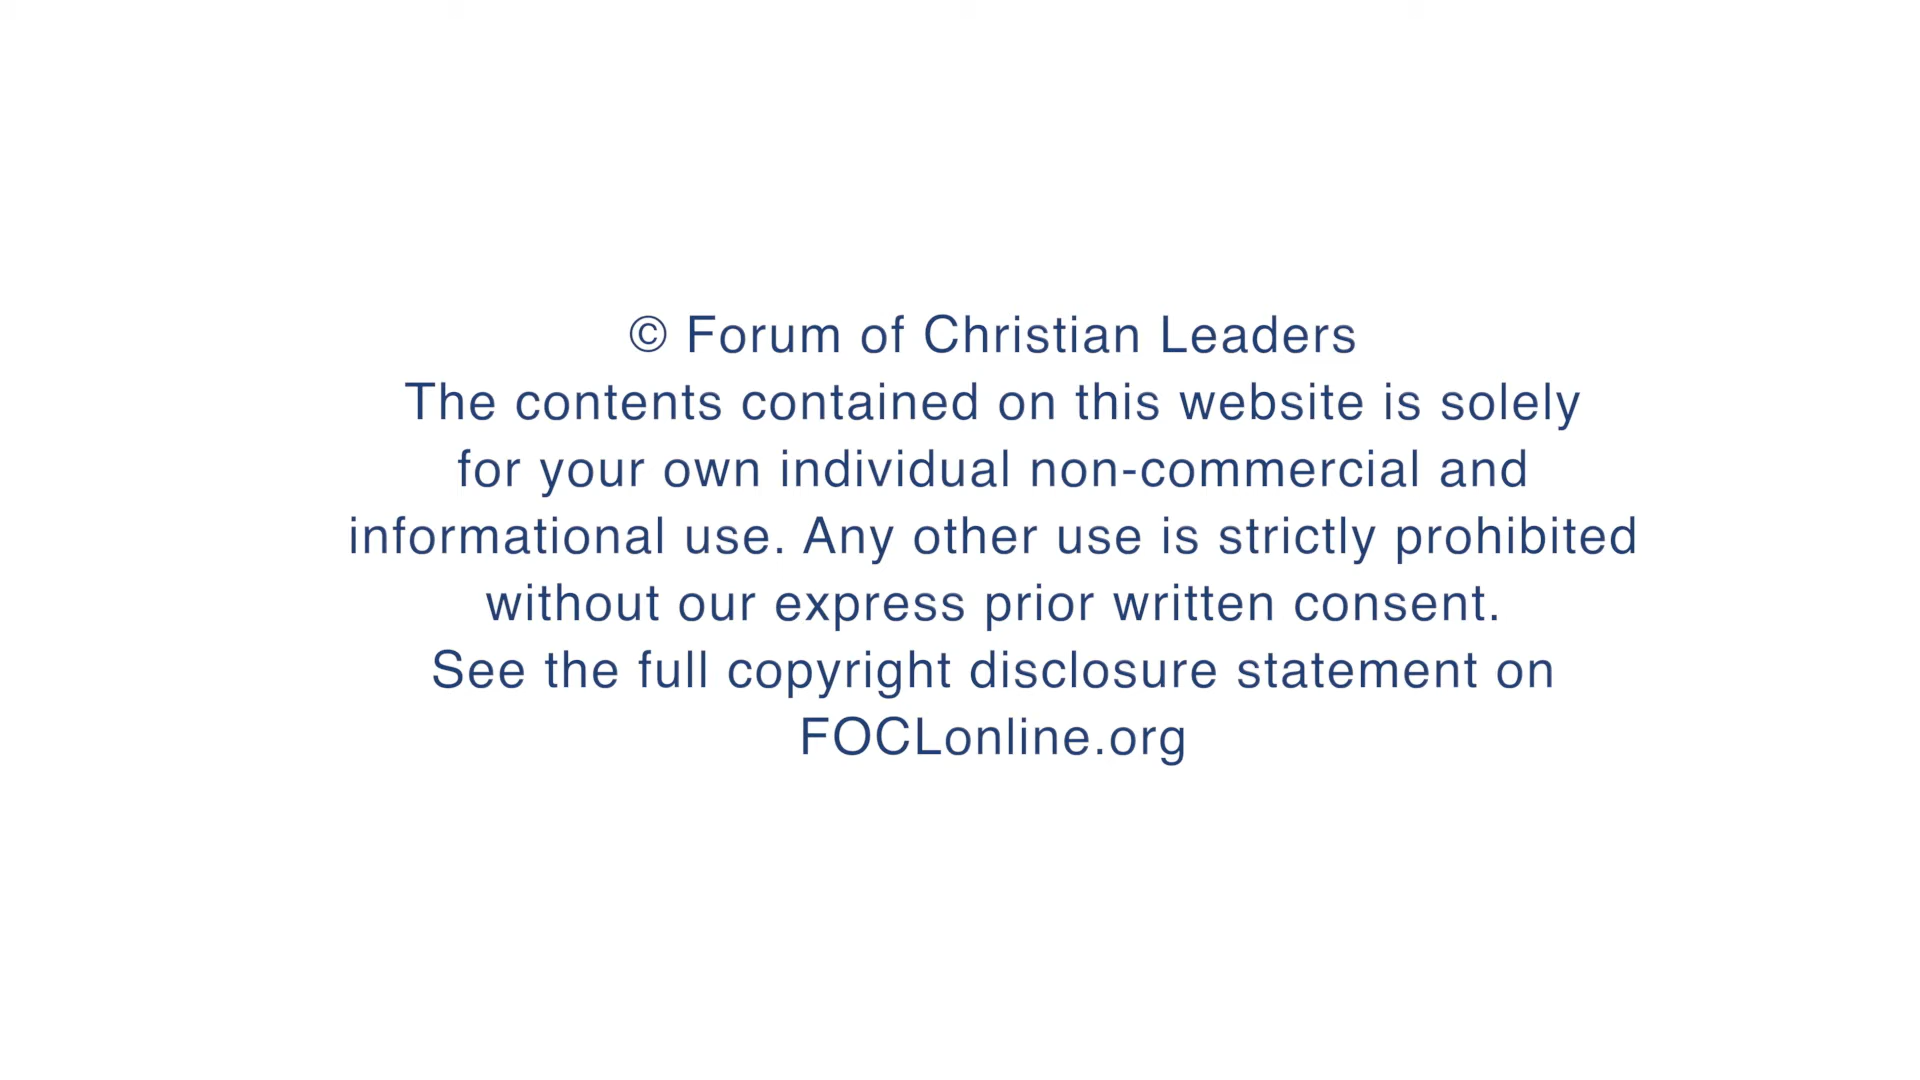 © Forum of Christian Leaders
The contents contained on this website is solely
for your own individual non-commercial and
informational use. Any other use is strictly prohibited
without our express prior written consent.
See the full copyright disclosure statement on
FOCLonline.org